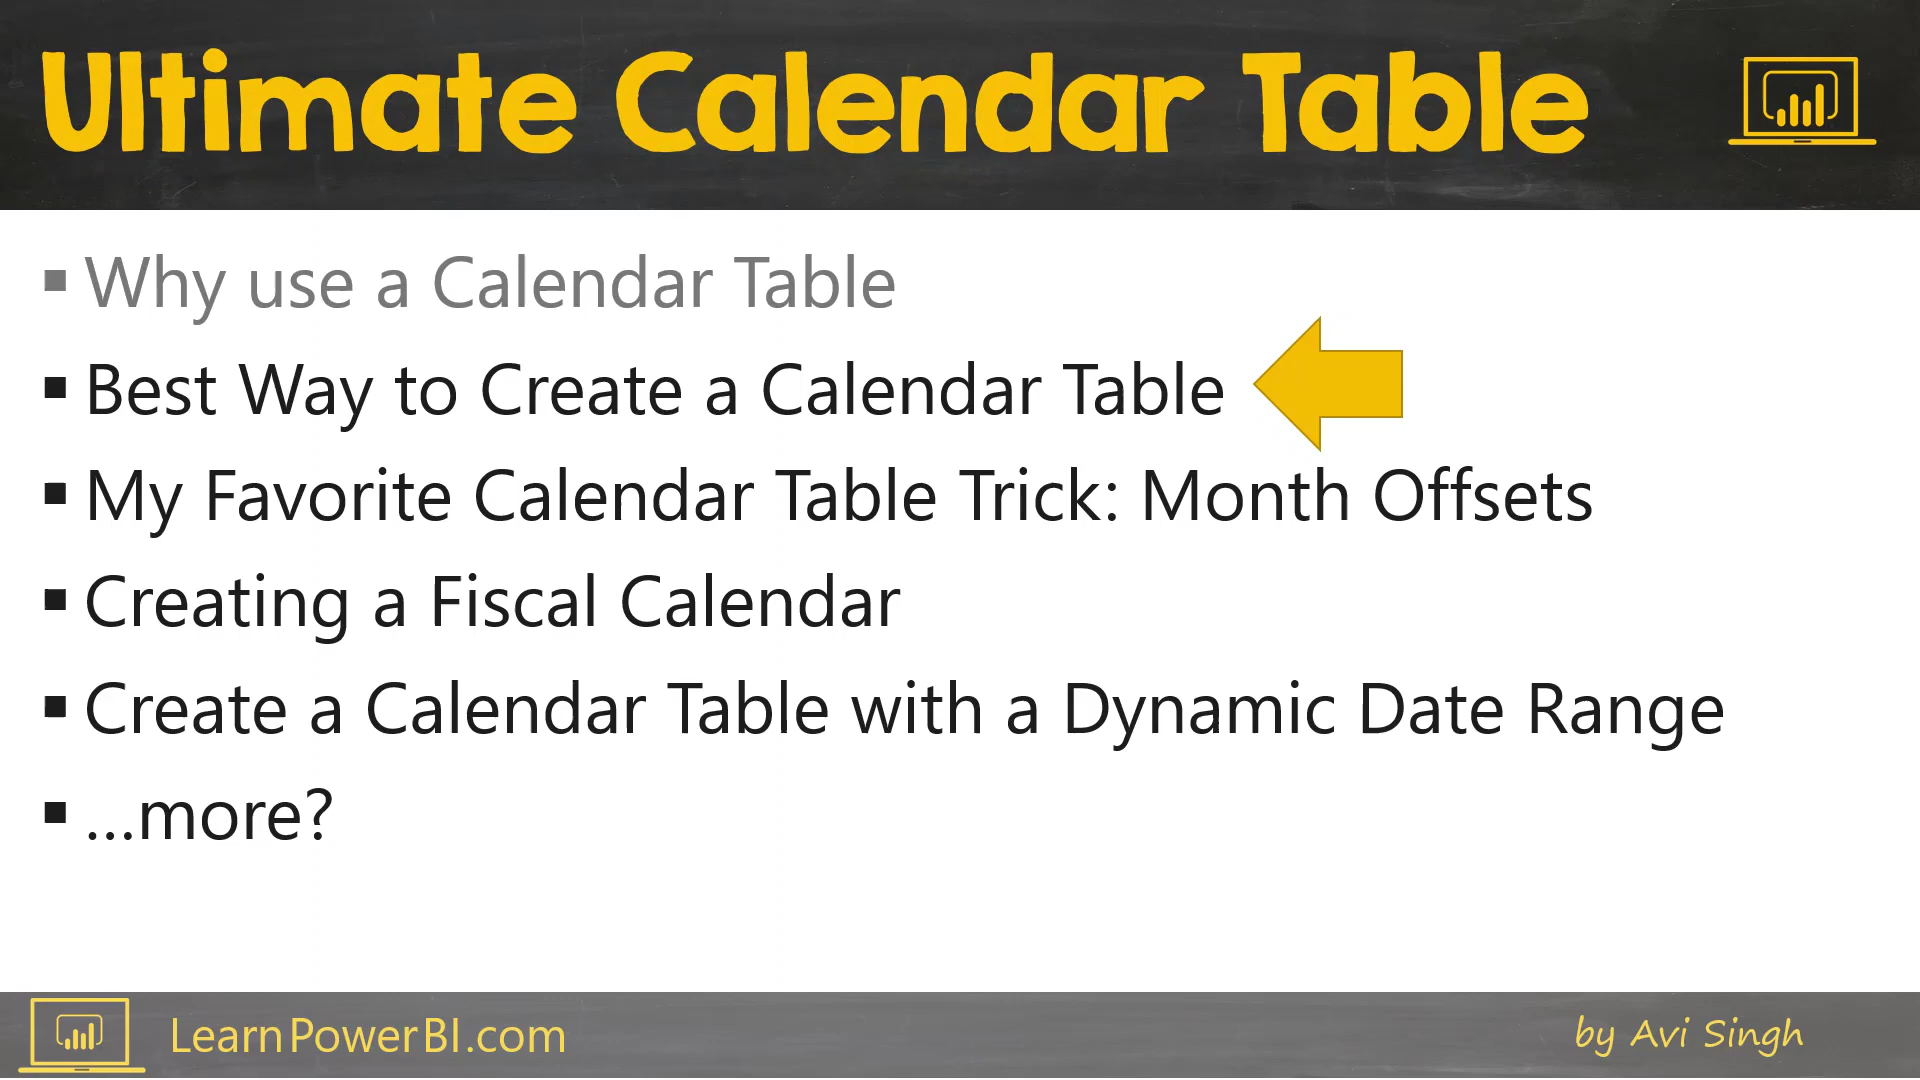 Ultimate Calendar Table
▪ Why use a Calendar Table
▪ Best Way to Create a Calendar Table
▪ My Favorite Calendar Table Trick: Month Offsets
▪ Creating a Fiscal Calendar
▪ Create a Calendar Table with a Dynamic Date Range
▪ ...more?
LearnPowerBI.com
by Avi Singh